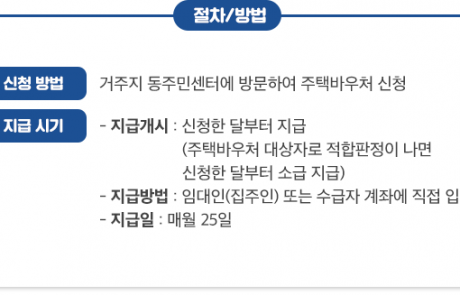 절차/방법
신청 방법
거주지 동주민센터에 방문하여 주택바우처 신청
지급 시기
- 지급개시 : 신청한 달부터 지급
(주택바우처 대상자로 적합판정이 나면
신청한 달부터 소급 지급)
- 지급방법 : 임대인(집주인) 또는 수급자 계좌에 직접 입
- 지급일 : 매월 25일